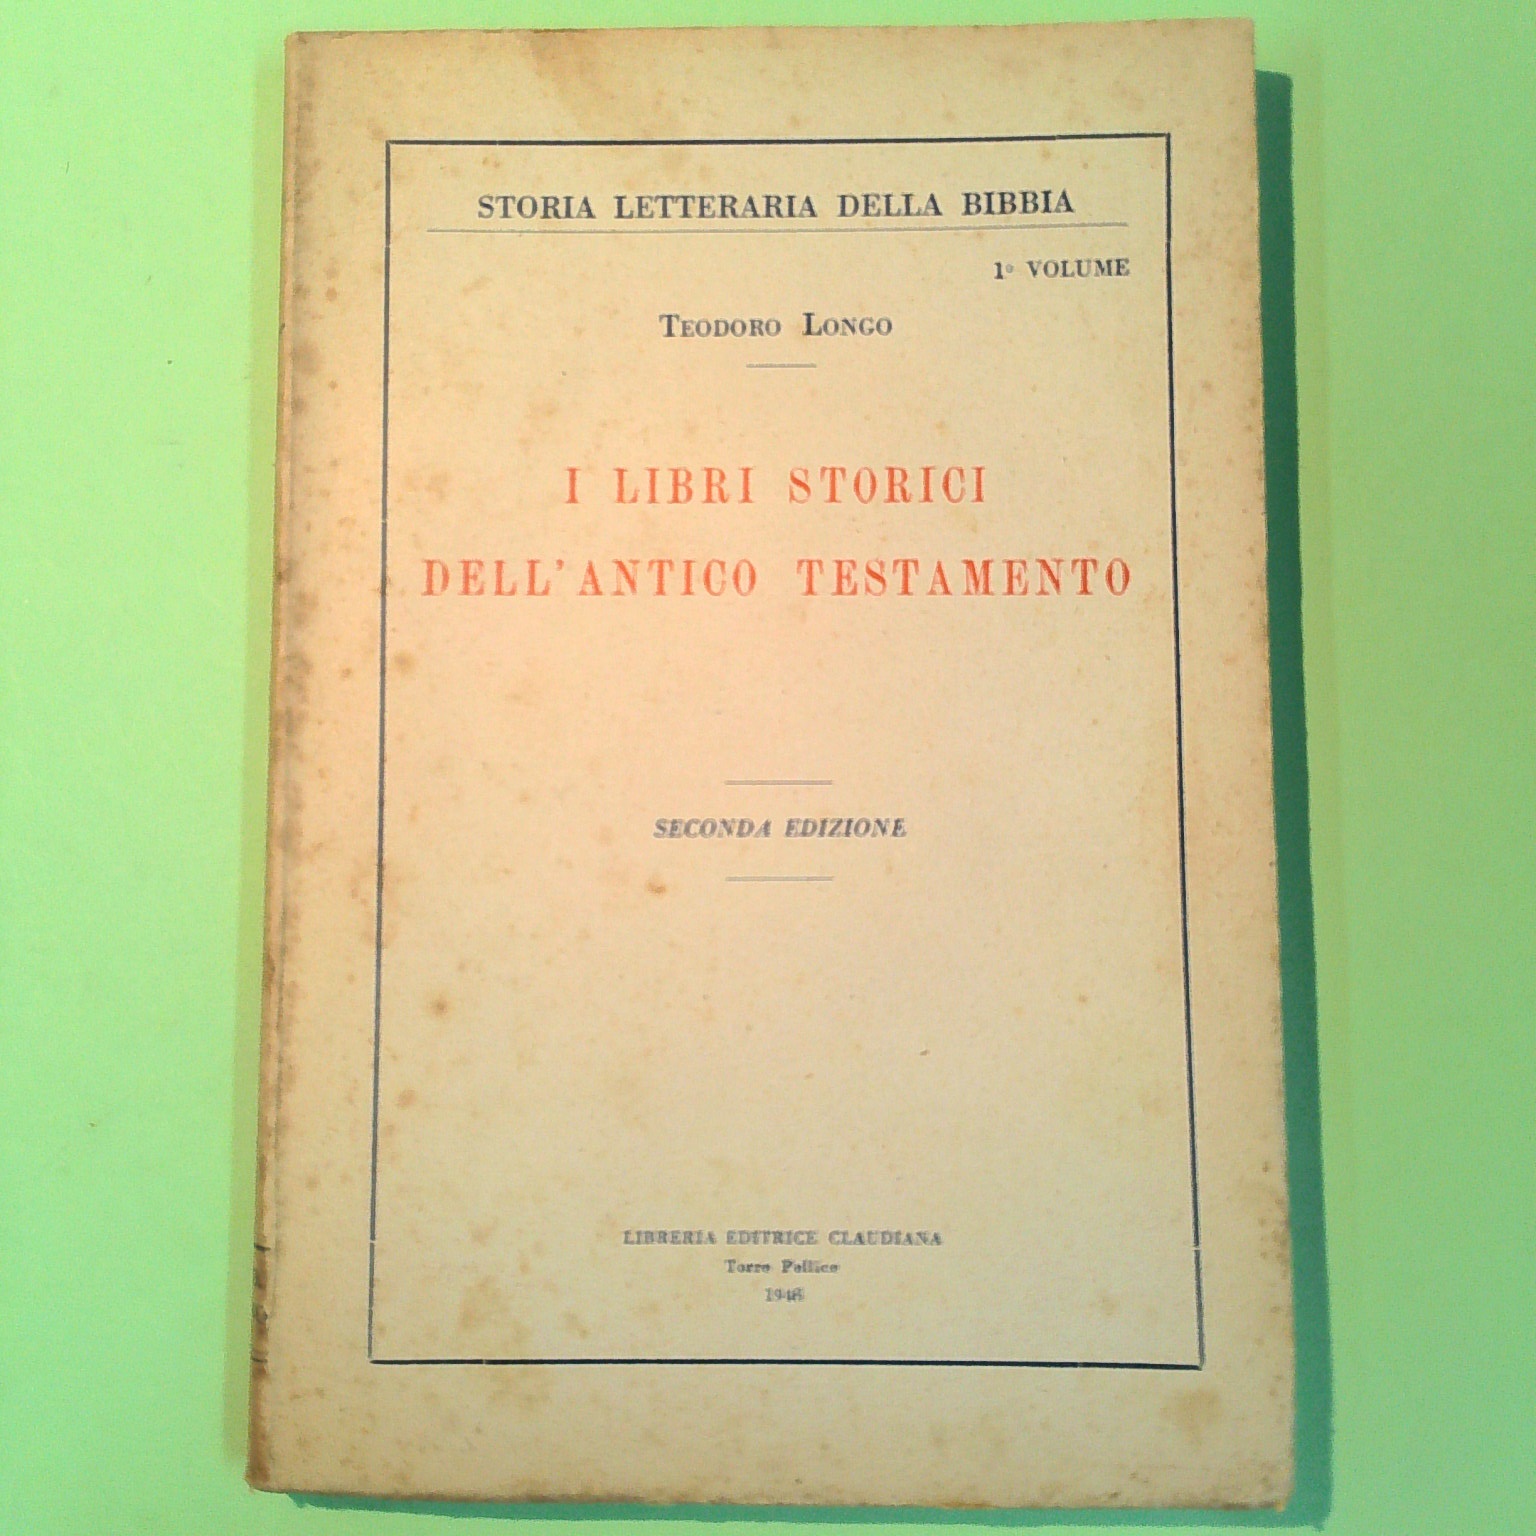 STORIA LETTERARIA DELLA BIBBIA
1° VOLUME
TEODORO LONGO
I LIBRI STORICI
DELL'ANTICO TESTAMENTO
SECONDA EDIZIONE
LIBRERIA EDITRICE CLAUDIANA
Torre Pellice